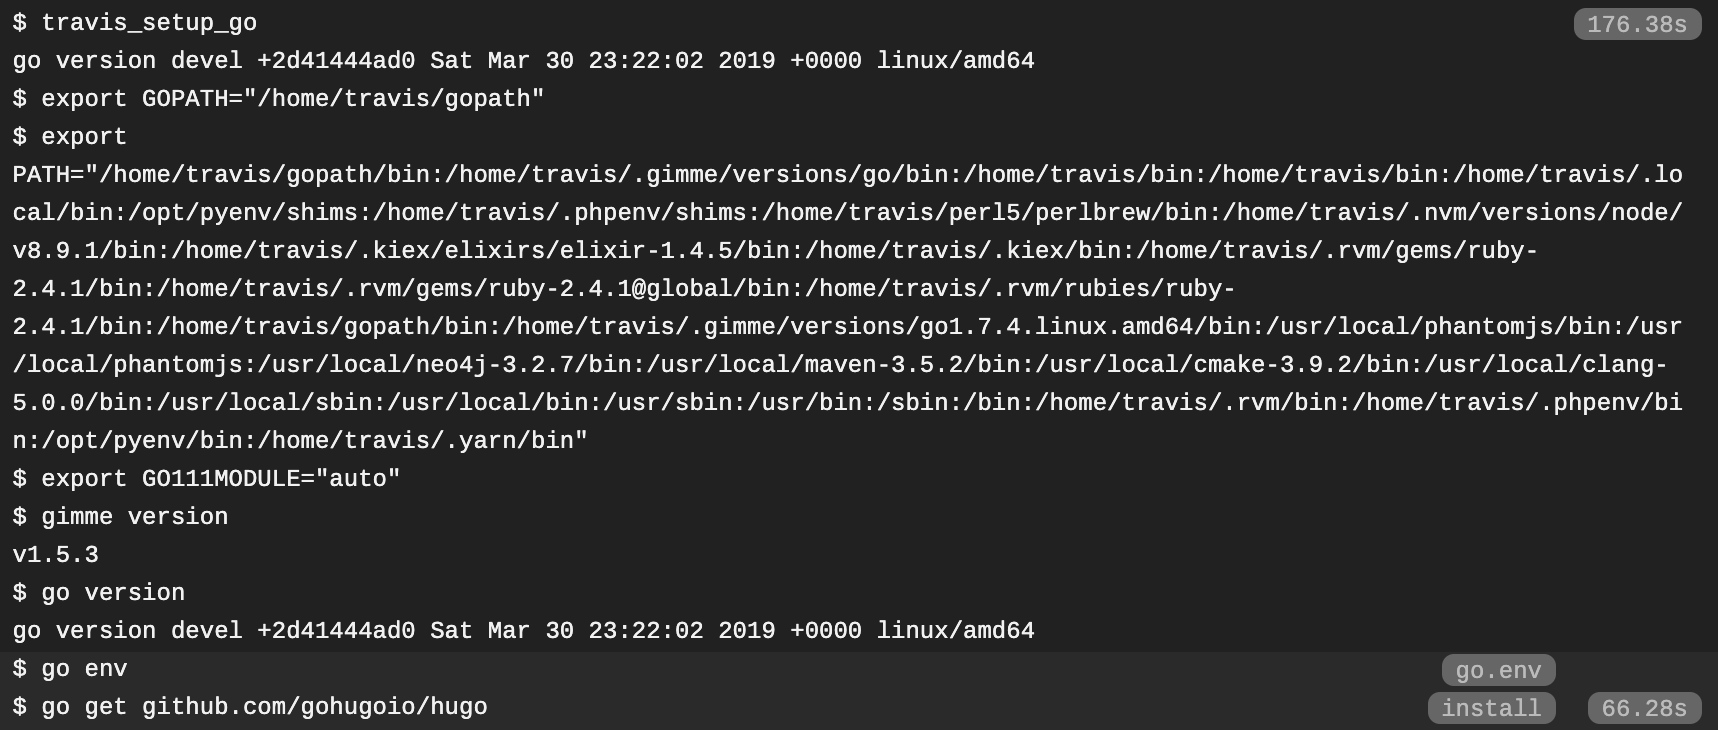 $ travis_setup_go 176.38s
go version devel +2d41444ad0 Sat Mar 30 23:22:02 2019 +0000 linux/amd64
$ export GOPATH="/home/travis/gopath"
$ export
PATH="/home/travis/gopath/bin:/home/travis/.gimme/versions/go/bin:/home/travis/bin:/home/travis/bin:/home/travis/.lo
cal/bin:/opt/pyenv/shims:/home/travis/.phpenv/shims:/home/travis/perl5/perlbrew/bin:/home/travis/.nvm/versions/node/
v8.9.1/bin:/home/travis/.kiex/elixirs/elixir-1.4.5/bin:/home/travis/.kiex/bin:/home/travis/.rvm/gems/ruby-
2.4.1/bin:/home/travis/.rvm/gems/ruby-2.4.1@global/bin:/home/travis/.rvm/rubies/ruby-
2.4.1/bin:/home/travis/gopath/bin:/home/travis/.gimme/versions/go1.7.4.linux.amd64/bin:/usr/local/phantomjs/bin:/usr
/local/phantomjs:/usr/local/neo4j-3.2.7/bin:/usr/local/maven-3.5.2/bin:/usr/local/cmake-3.9.2/bin:/usr/local/clang-
5.0.0/bin:/usr/local/sbin:/usr/local/bin:/usr/sbin:/usr/bin:/sbin:/bin:/home/travis/.rvm/bin:/home/travis/.phpenv/bi
n:/opt/pyenv/bin:/home/travis/.yarn/bin"
$ export GO111MODULE="auto"
$ gimme version
v1.5.3
$ go version
go version devel +2d41444ad0 Sat Mar 30 23:22:02 2019 +0000 linux/amd64
$ go env go.env
$ go get github.com/gohugoio/hugo install 66.28s